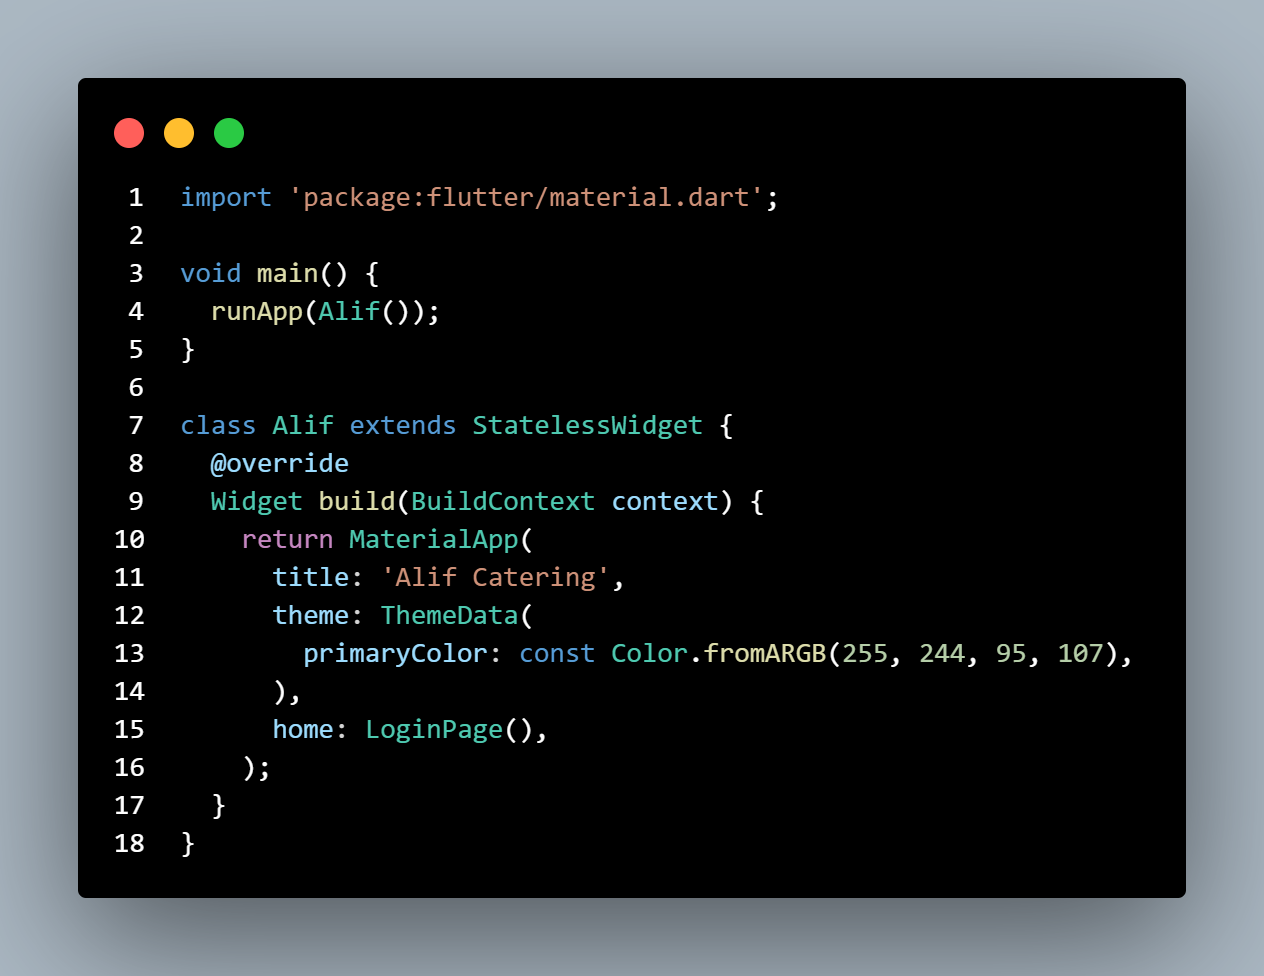 1 import 'package:flutter/material.dart';
2
3 void main() {
4   runApp(Alif());
5 }
6
7 class Alif extends StatelessWidget {
8   @override
9   Widget build(BuildContext context) {
10     return MaterialApp(
11       title: 'Alif Catering',
12       theme: ThemeData(
13         primaryColor: const Color.fromARGB(255, 244, 95, 107),
14       ),
15       home: LoginPage(),
16     );
17   }
18 }